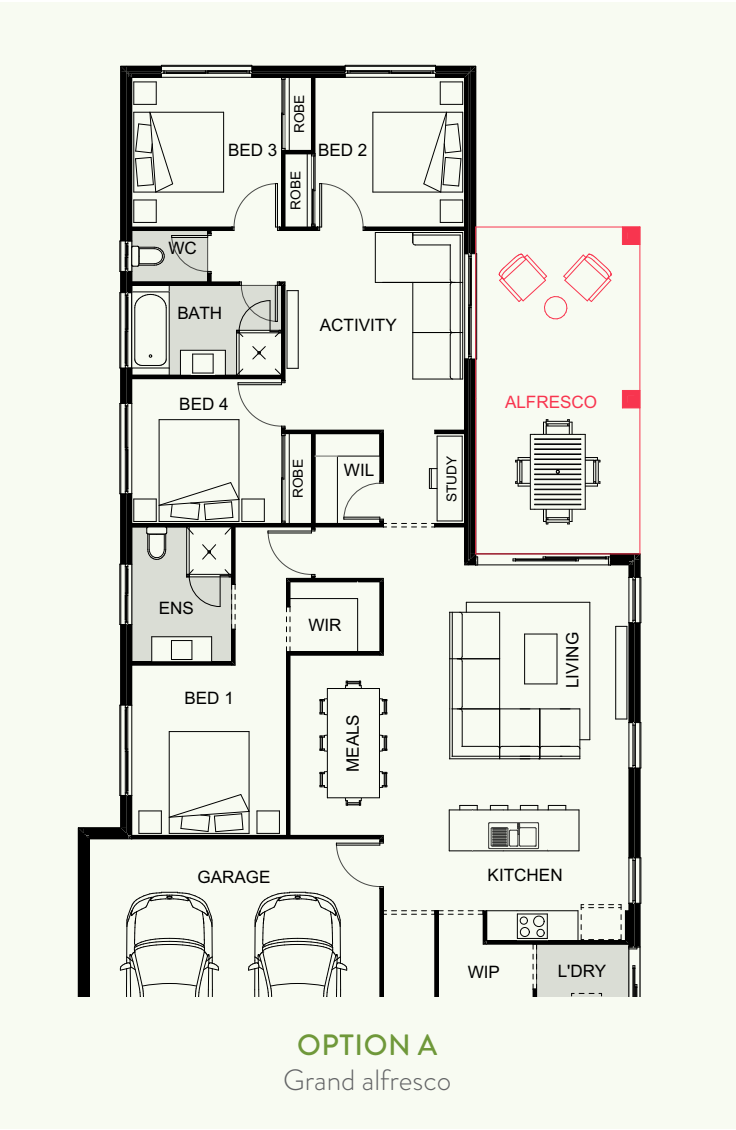 ROBE
BED 3
BED 2
ROBE
WC
BATH
ACTIVITY
BED 4
ALFRESCO
ROBE
WIL
STUDY
ENS
WIR
LIVING
BED 1
MEALS
GARAGE
KITCHEN
WIP
L'DRY
OPTION A
Grand alfresco